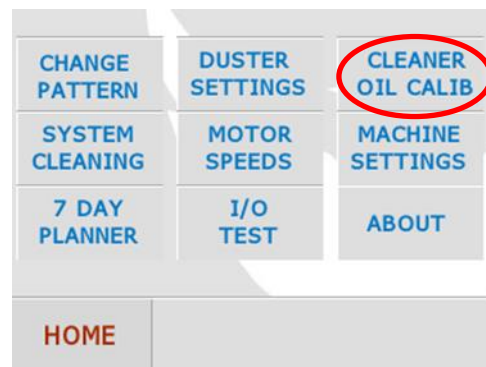 CHANGE
PATTERN
DUSTER
SETTINGS
CLEANER
OIL CALIB
SYSTEM
CLEANING
MOTOR
SPEEDS
MACHINE
SETTINGS
7 DAY
PLANNER
I/O
TEST
ABOUT
HOME